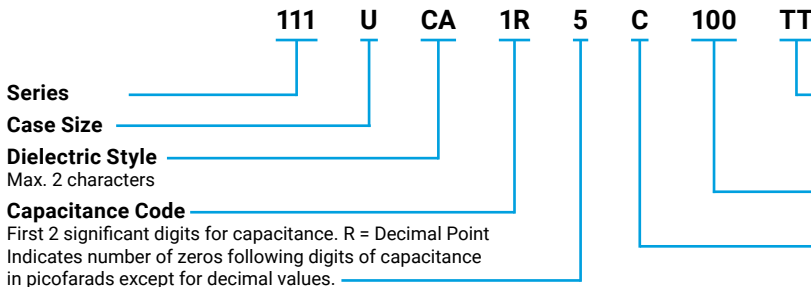 111 U CA 1R 5 C 100 TT
Series
Case Size
Dielectric Style
Max. 2 characters
Capacitance Code
First 2 significant digits for capacitance. R = Decimal Point
Indicates number of zeros following digits of capacitance
in picofarads except for decimal values.